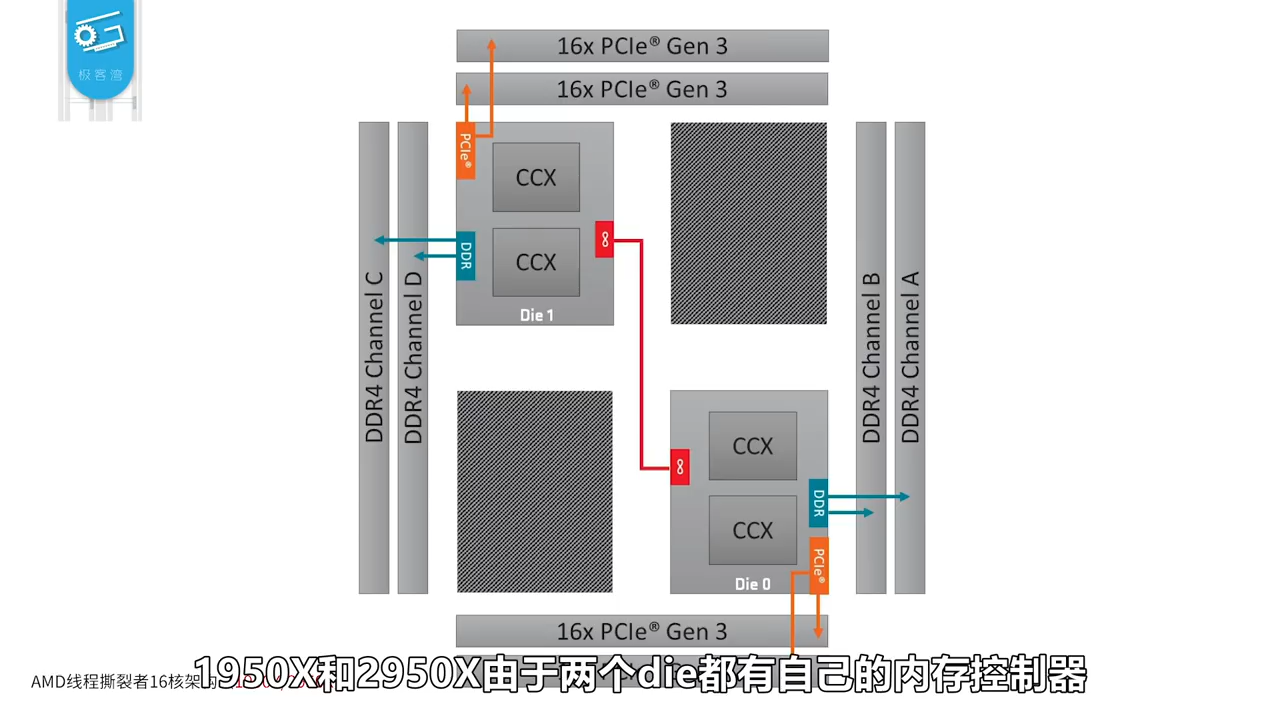 极客湾
16x PCIe® Gen 3
16x PCIe® Gen 3
PCIe®
CCX
DDR
CCX
Die 1
DDR4 Channel C
DDR4 Channel D
DDR4 Channel B
DDR4 Channel A
CCX
DDR
CCX
PCIe®
Die 0
16x PCIe® Gen 3
AMD线程撕裂者16核架构
1950X和2950X由于两个die都有自己的内存控制器